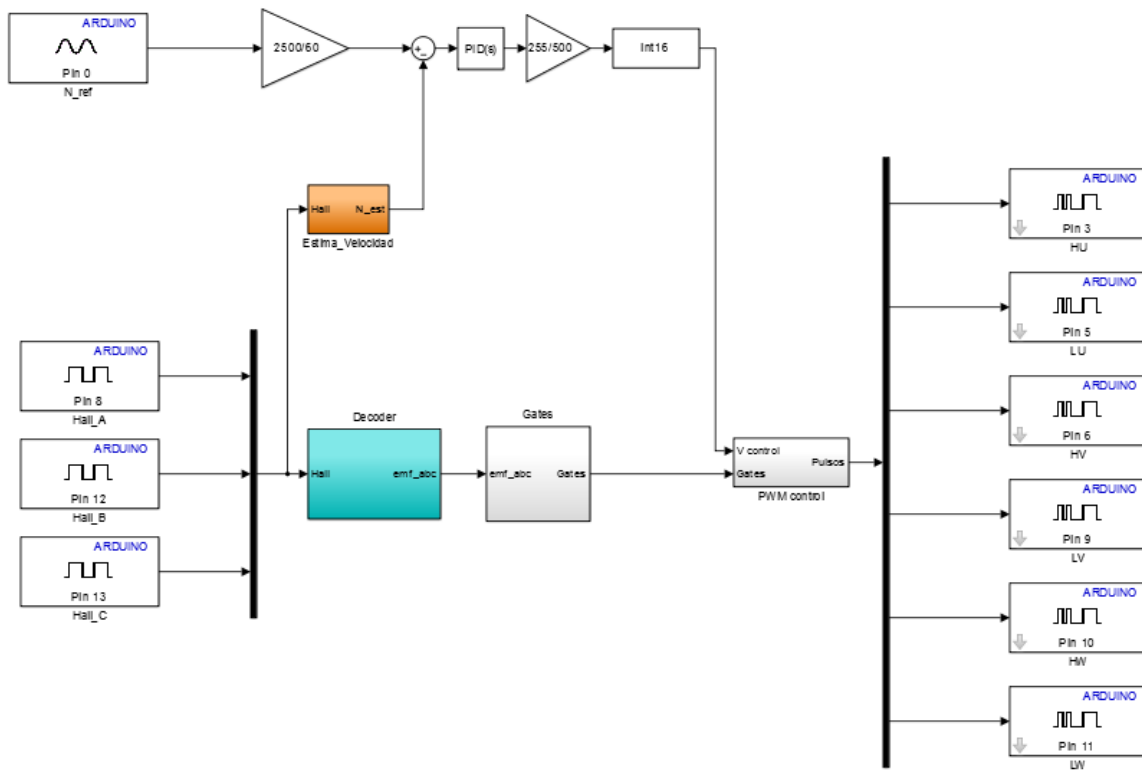 ARDUINO
Pin 0
N_ref
2500/60
+
-
PID(s)
255/500
Int16
Hall
N_est
Estima_Velocidad
ARDUINO
Pin 8
Hall_A
ARDUINO
Pin 12
Hall_B
ARDUINO
Pin 13
Hall_C
Decoder
Hall
emf_abc
Gates
emf_abc
Gates
V control
Gates
Pulsos
PWM control
ARDUINO
Pin 3
HU
ARDUINO
Pin 5
LU
ARDUINO
Pin 6
HV
ARDUINO
Pin 9
LV
ARDUINO
Pin 10
HW
ARDUINO
Pin 11
LW